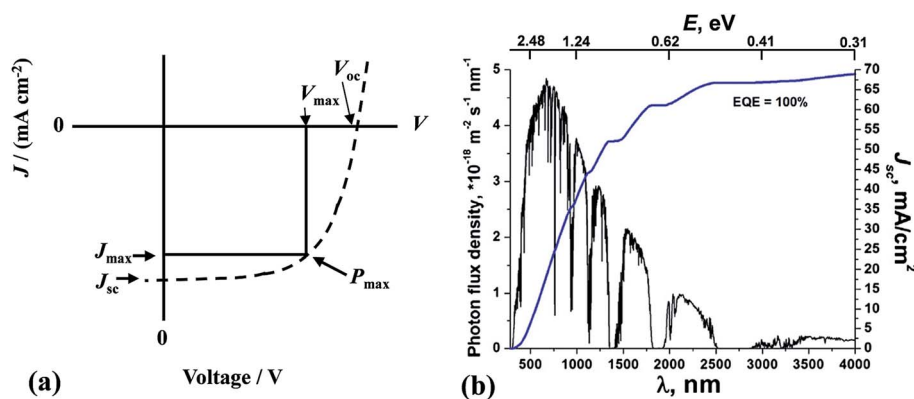 V_oc
V_max
0
V
J / (mA cm⁻²)
J_max
J_sc
P_max
0
Voltage / V
(a)
E, eV
2.48 1.24 0.62 0.41 0.31
EQE = 100%
Photon flux density, *10⁻¹⁸ m⁻² s⁻¹ nm⁻¹
5
4
3
2
1
0
J_sc, mA/cm²
70
65
60
55
50
45
40
35
30
25
20
15
10
5
0
500 1000 1500 2000 2500 3000 3500 4000
λ, nm
(b)